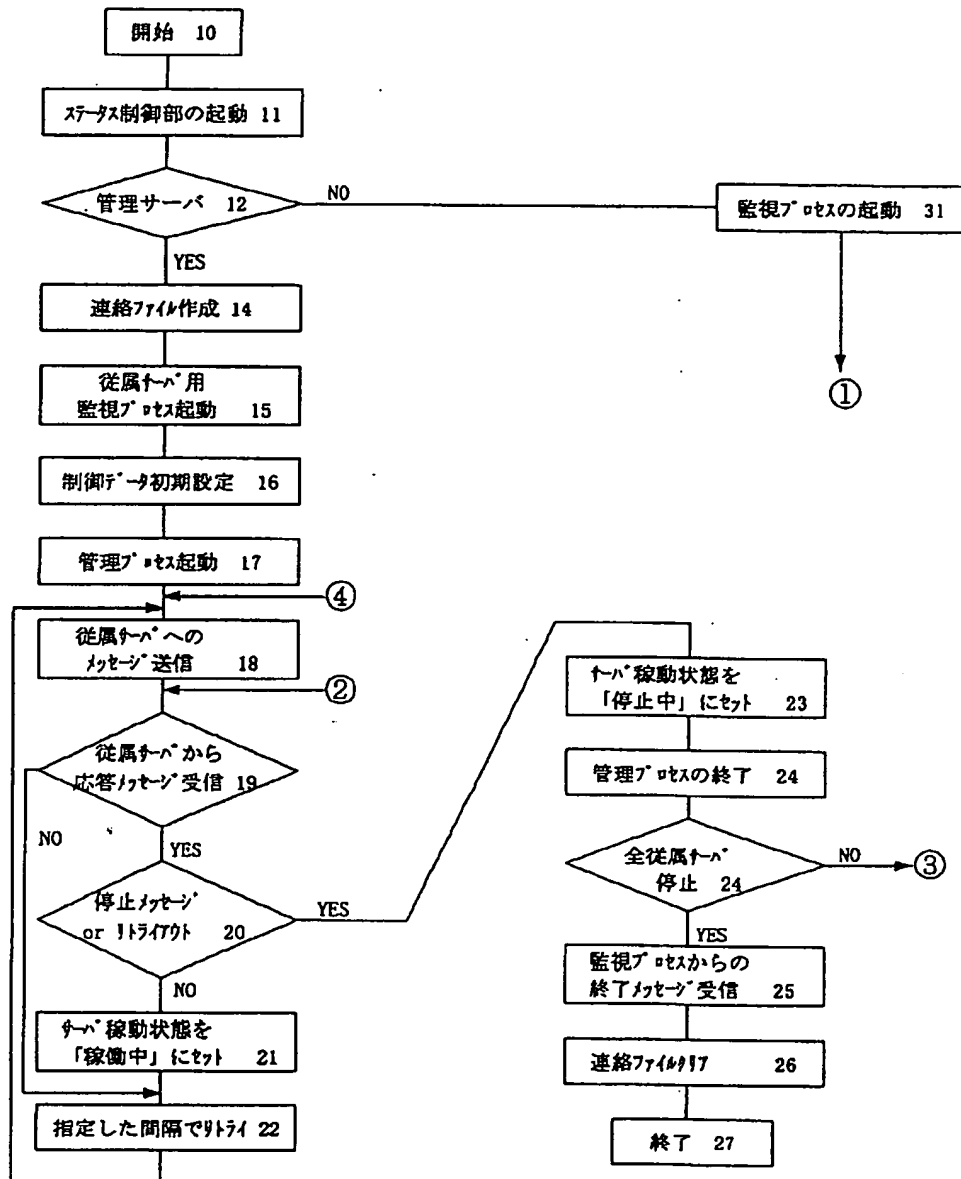 開始 10
ステータス制御部の起動 11
管理サーバ 12
NO
監視プロセスの起動 31
YES
連絡ファイル作成 14
①
従属サーバ用
監視プロセス起動 15
制御データ初期設定 16
管理プロセス起動 17
④
従属サーバへの
メッセージ送信 18
②
従属サーバから
応答メッセージ受信 19
NO
YES
停止メッセージ
or リトライアウト 20
YES
NO
サーバ稼動状態を
「稼働中」にセット 21
指定した間隔でリトライ 22
サーバ稼動状態を
「停止中」にセット 23
管理プロセスの終了 24
全従属サーバ
停止 24
NO
③
YES
監視プロセスからの
終了メッセージ受信 25
連絡ファイルクリア 26
終了 27